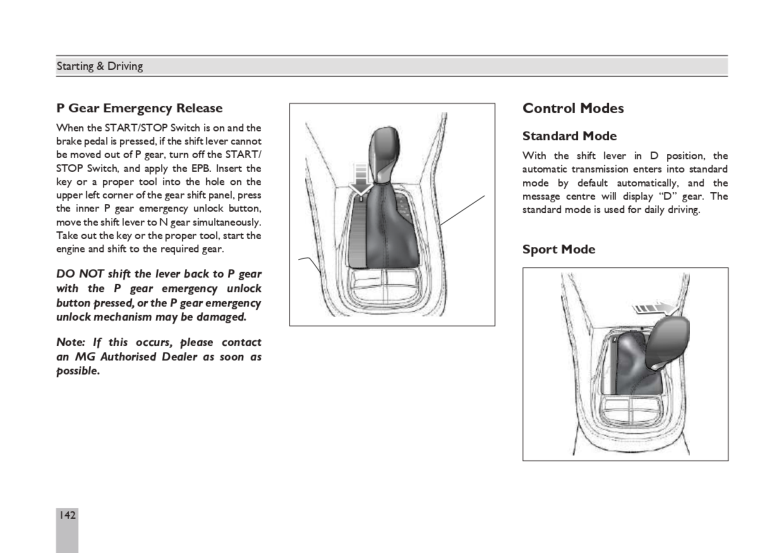 Starting & Driving
P Gear Emergency Release
When the START/STOP Switch is on and the
brake pedal is pressed, if the shift lever cannot
be moved out of P gear, turn off the START/
STOP Switch, and apply the EPB. Insert the
key or a proper tool into the hole on the
upper left corner of the gear shift panel, press
the inner P gear emergency unlock button,
move the shift lever to N gear simultaneously.
Take out the key or the proper tool, start the
engine and shift to the required gear.
DO NOT shift the lever back to P gear
with the P gear emergency unlock
button pressed, or the P gear emergency
unlock mechanism may be damaged.
Note: If this occurs, please contact
an MG Authorised Dealer as soon as
possible.
Control Modes
Standard Mode
With the shift lever in D position, the
automatic transmission enters into standard
mode by default automatically, and the
message centre will display “D” gear. The
standard mode is used for daily driving.
Sport Mode
142